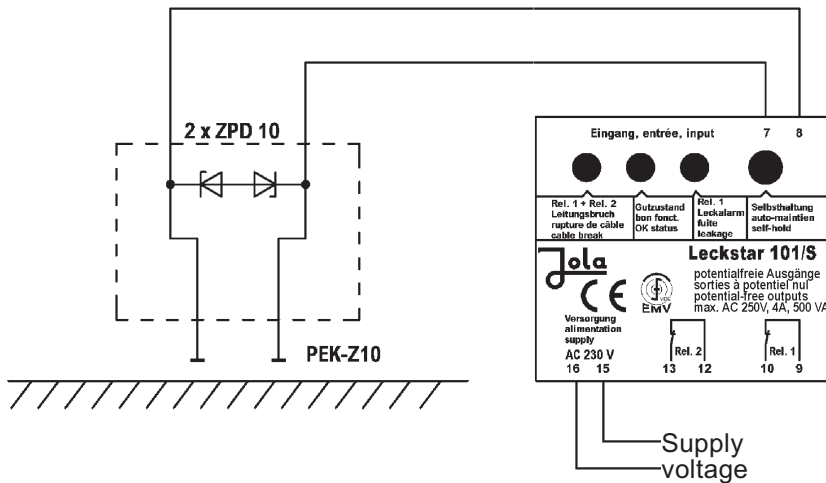 2 x ZPD 10
PEK-Z10
Eingang, entrée, input
7 8
Rel. 1 + Rel. 2
Leitungsbruch
rupture de câble
cable break
Gutzustand
bon fonct.
OK status
Rel. 1
Leckalarm
fuite
leakage
Selbsthaltung
auto-maintien
self-hold
Jola
CE
VDE
EMV
Leckstar 101/S
potentialfreie Ausgänge
sorties à potentiel nul
potential-free outputs
max. AC 250V, 4A, 500 VA
Versorgung
alimentation
supply
AC 230 V
16 15
Rel. 2
13 12
Rel. 1
10 9
Supply
voltage